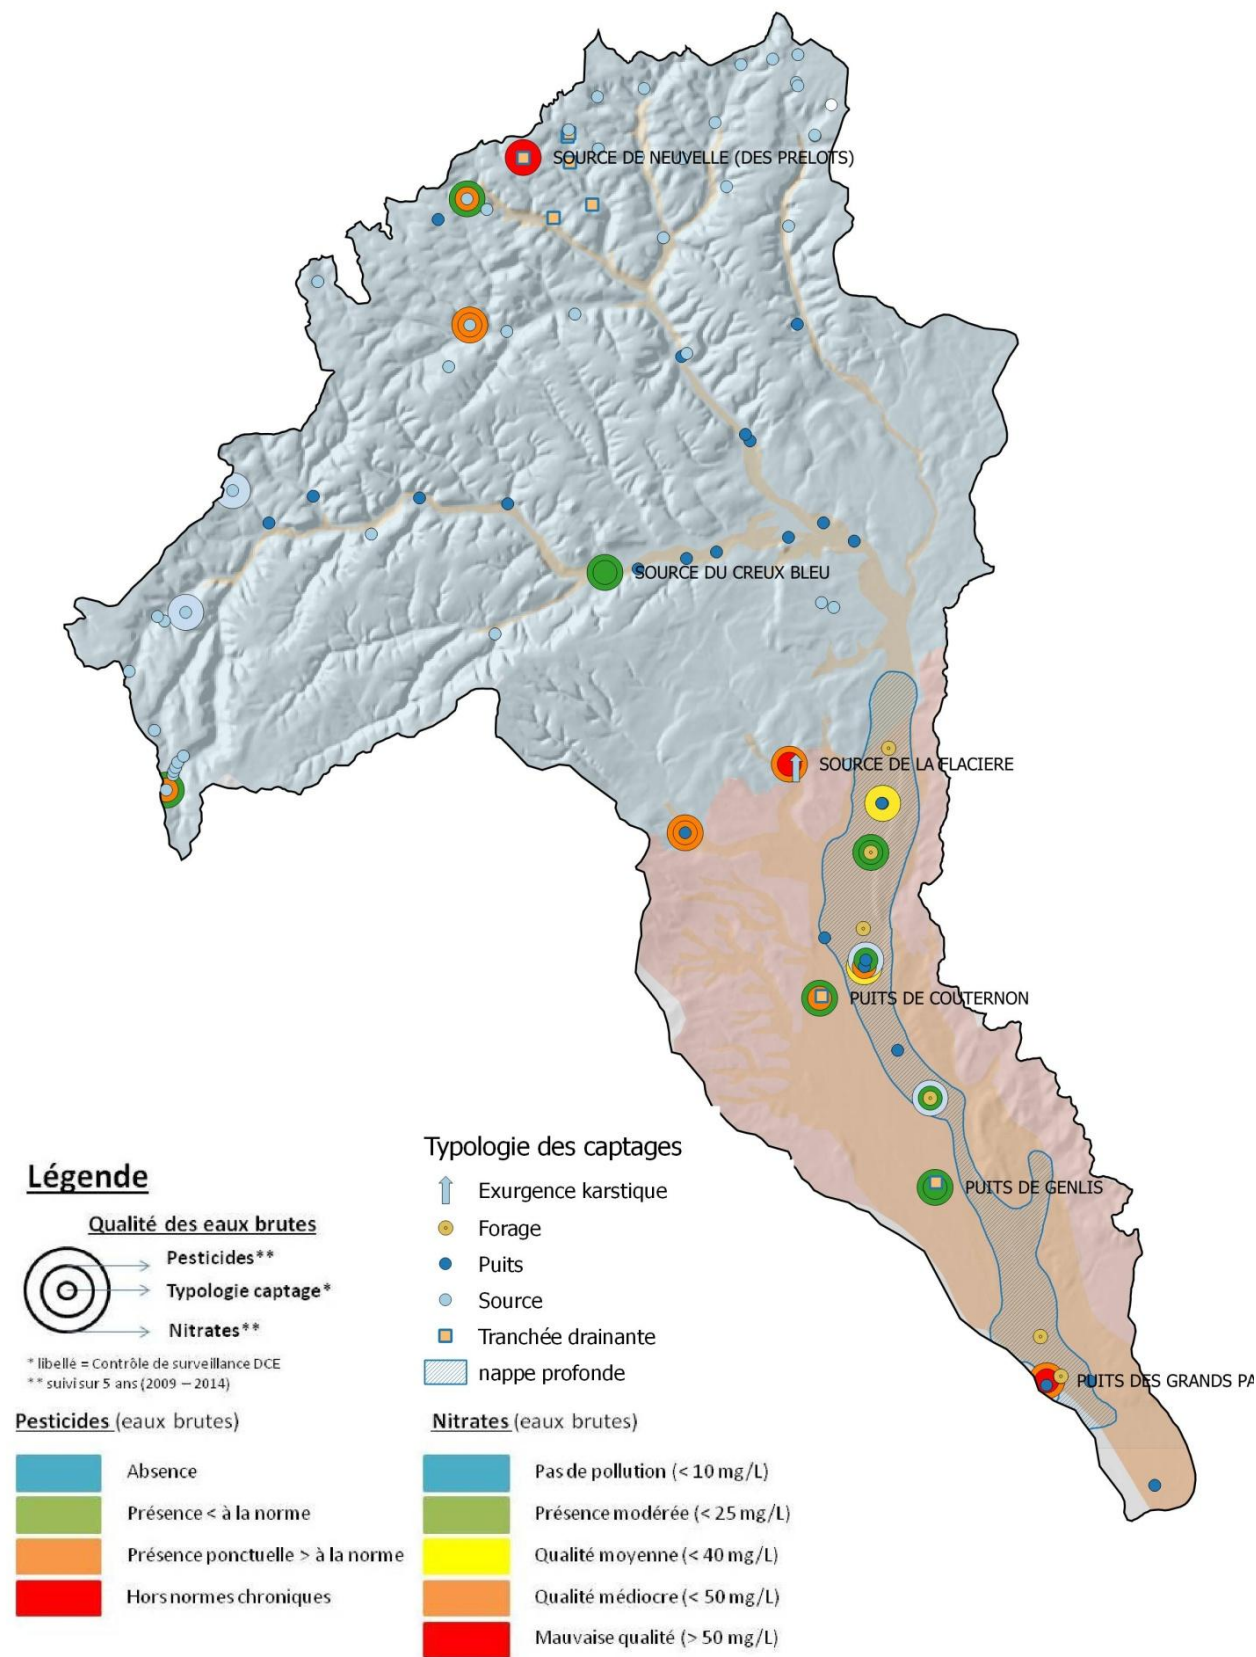 SOURCE DE NEUVELLE (DES PRELOTS)
SOURCE DU CREUX BLEU
SOURCE DE LA FLACIERE
PUITS DE COUTERNON
PUITS DE GENLIS
PUITS DES GRANDS PA
Légende
Qualité des eaux brutes
Pesticides**
Typologie captage*
Nitrates**
* libellé = Contrôle de surveillance DCE
** suivi sur 5 ans (2009 – 2014)
Typologie des captages
Exurgence karstique
Forage
Puits
Source
Tranchée drainante
nappe profonde
Pesticides (eaux brutes)
Absence
Présence < à la norme
Présence ponctuelle > à la norme
Hors normes chroniques
Nitrates (eaux brutes)
Pas de pollution (< 10 mg/L)
Présence modérée (< 25 mg/L)
Qualité moyenne (< 40 mg/L)
Qualité médiocre (< 50 mg/L)
Mauvaise qualité (> 50 mg/L)